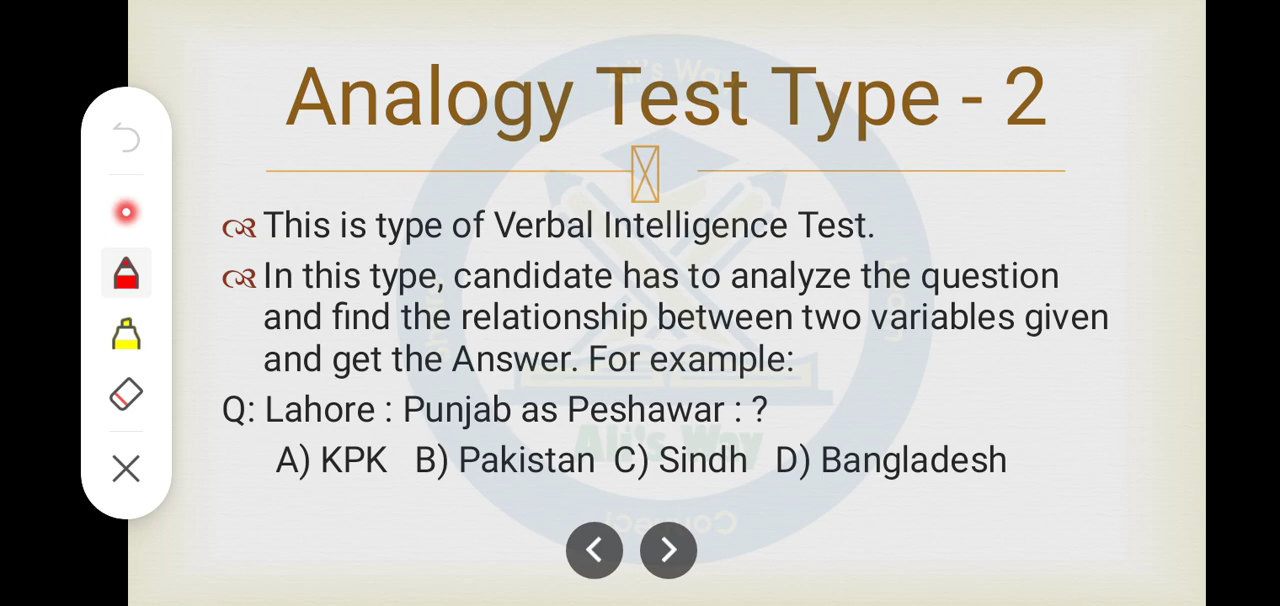 Analogy Test Type - 2
This is type of Verbal Intelligence Test.
In this type, candidate has to analyze the question
and find the relationship between two variables given
and get the Answer. For example:
Q: Lahore : Punjab as Peshawar : ?
A) KPK B) Pakistan C) Sindh D) Bangladesh
Ali's Way